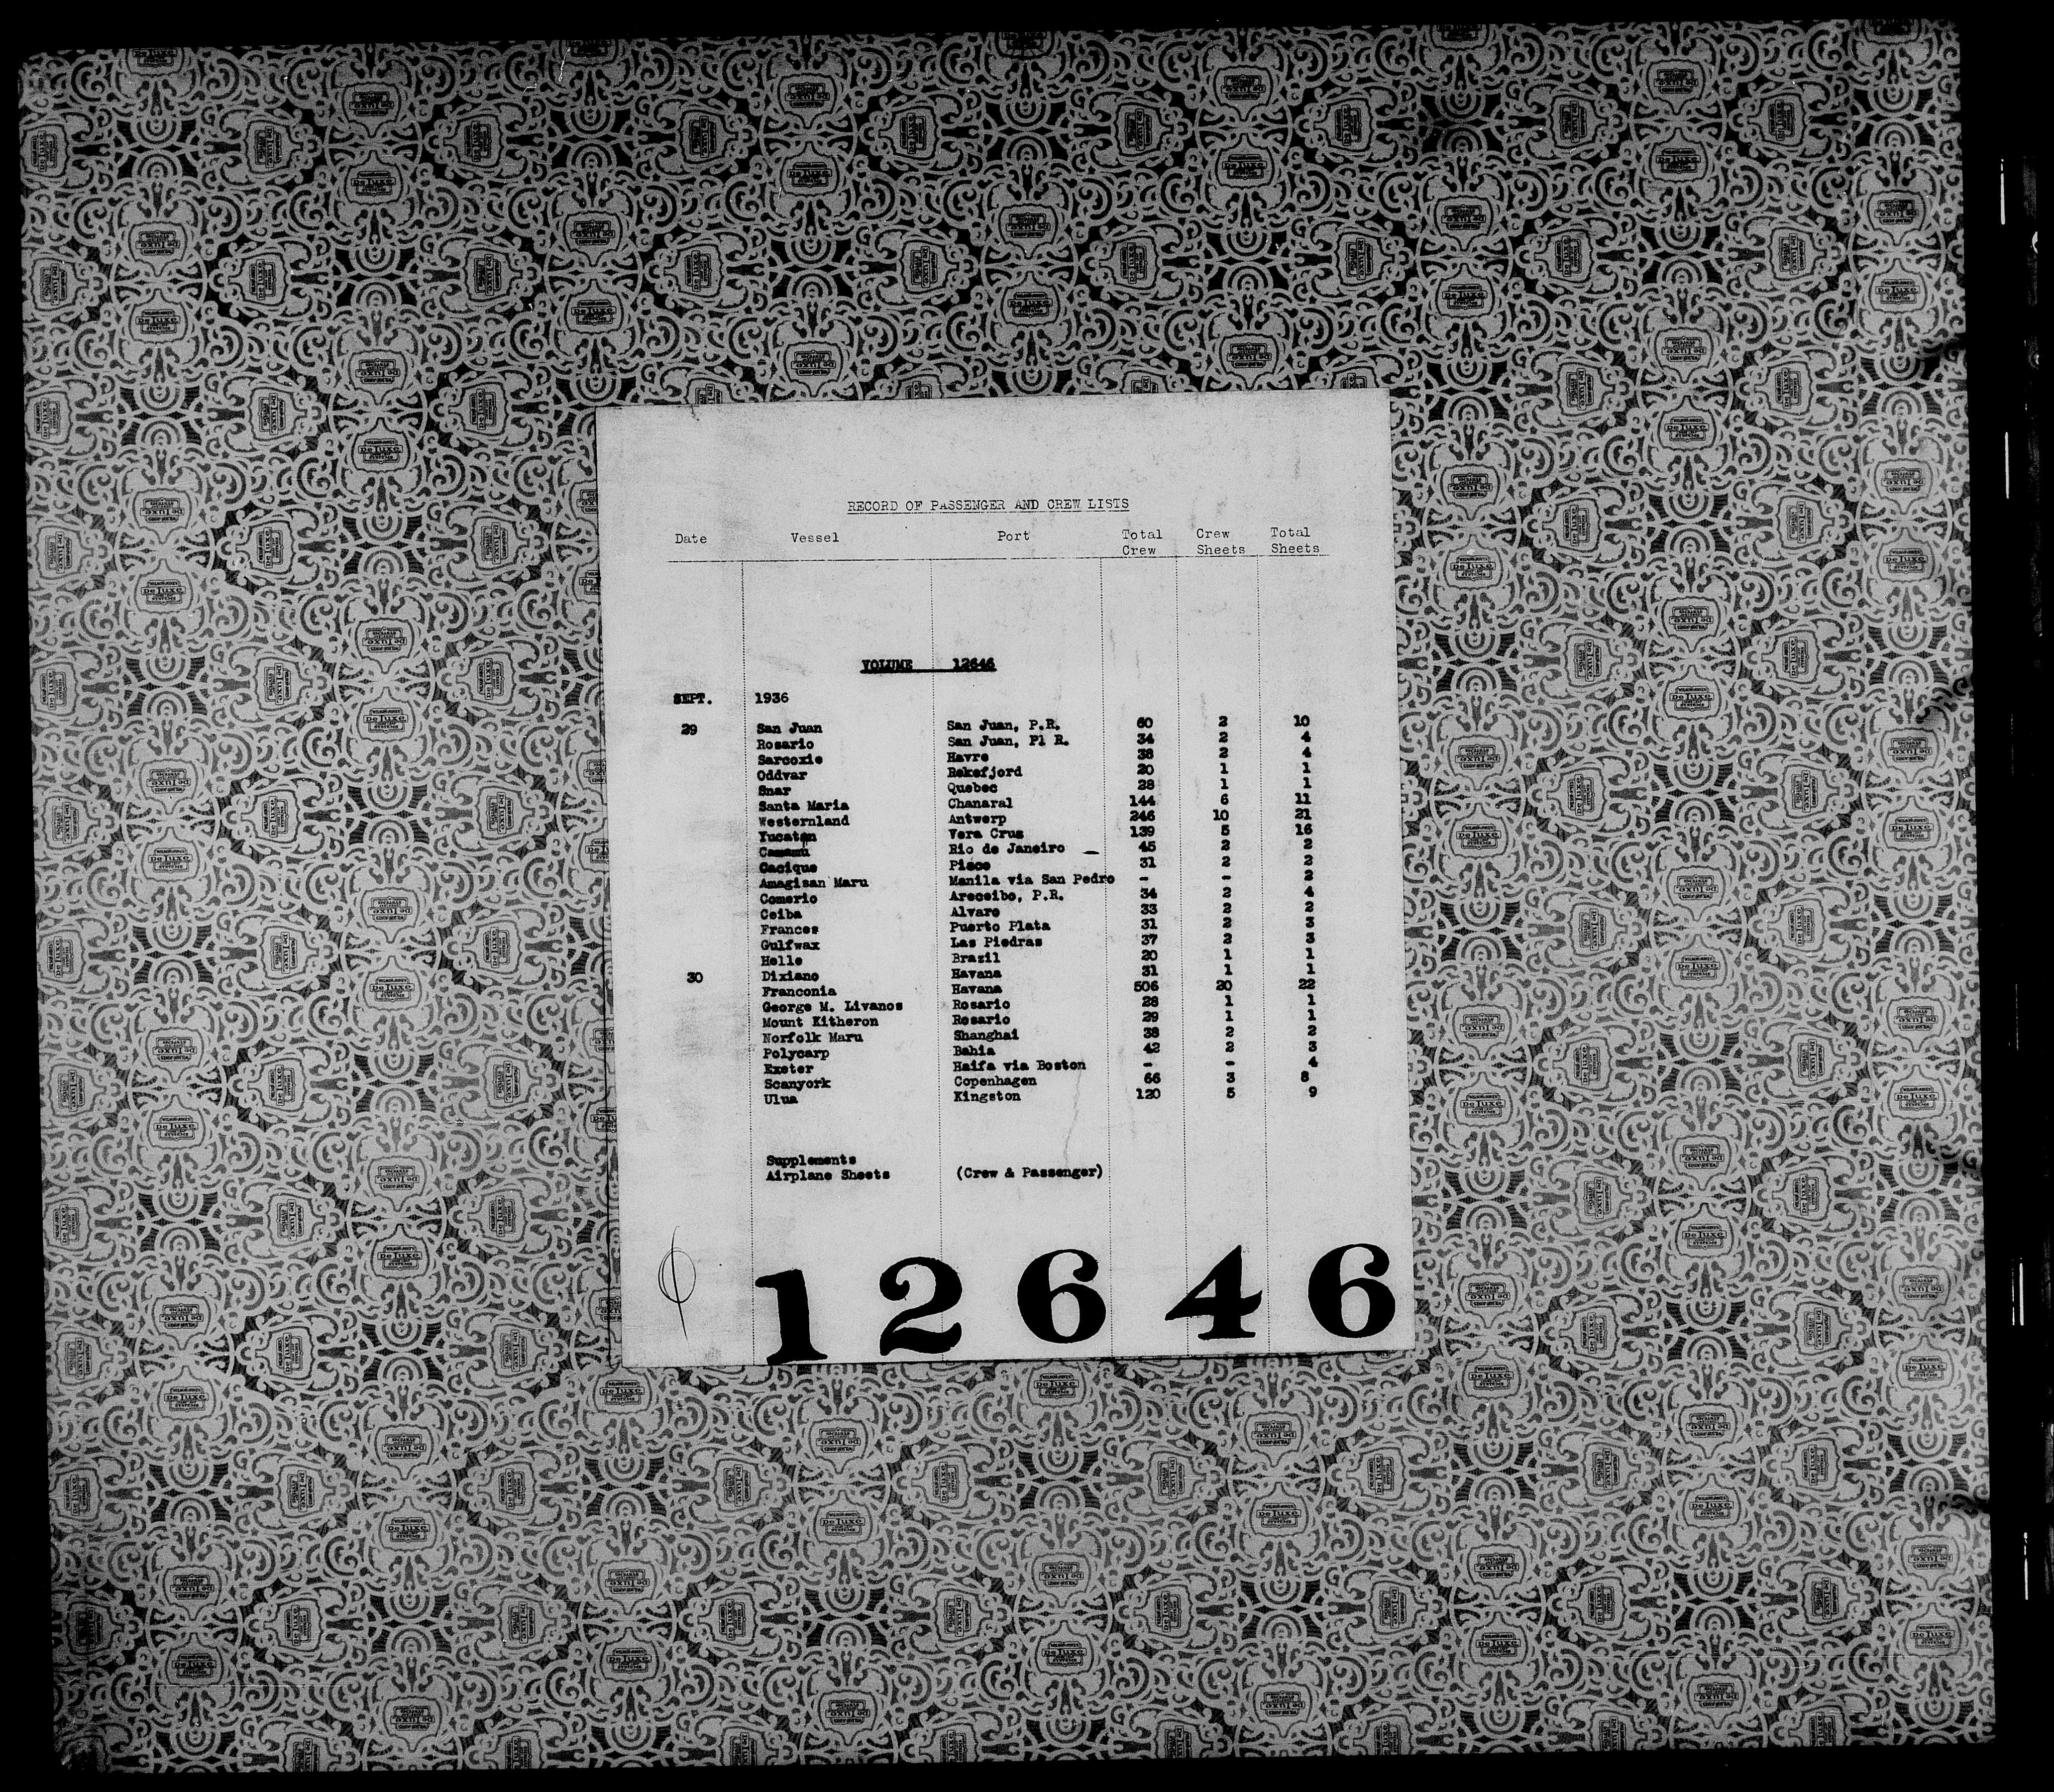 RECORD OF PASSENGER AND CREW LISTS
Date Vessel Port Total Crew Crew Sheets Total Sheets
VOLUME 12646
SEPT. 1936
29 San Juan San Juan, P.R. 60 2 10
Rosario San Juan, Pl R. 34 2 4
Sarcoxie Havre 38 2 4
Oddvar Rekefjord 20 1 1
Snar Quebec 28 1 1
Santa Maria Chanaral 144 6 11
Westernland Antwerp 246 10 21
Yucatan Vera Cruz 139 5 16
Camamu Rio de Janeiro — 45 2 2
Cacique Pisco 31 2 2
Amagisan Maru Manila via San Pedro - - 2
Comerio Arecibo, P.R. 34 2 4
Ceiba Alvaro 33 2 2
Frances Puerto Plata 31 2 3
Gulfwax Las Piedras 37 2 3
Helle Brazil 20 1 1
30 Dixiano Havana 31 1 1
Franconia Havana 506 20 22
George M. Livanos Rosario 28 1 1
Mount Kitheron Rosario 29 1 1
Norfolk Maru Shanghai 38 2 2
Polycarp Bahia 42 2 3
Exeter Haifa via Boston - - 4
Scanyork Copenhagen 66 3 8
Ulua Kingston 120 5 9
Supplements
Airplane Sheets (Crew & Passenger)
12646